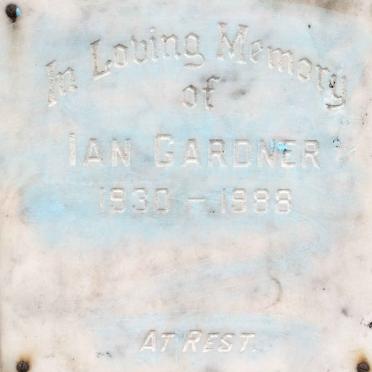 In Loving Memory
of
IAN GARDNER
1930 - 1988
AT REST.